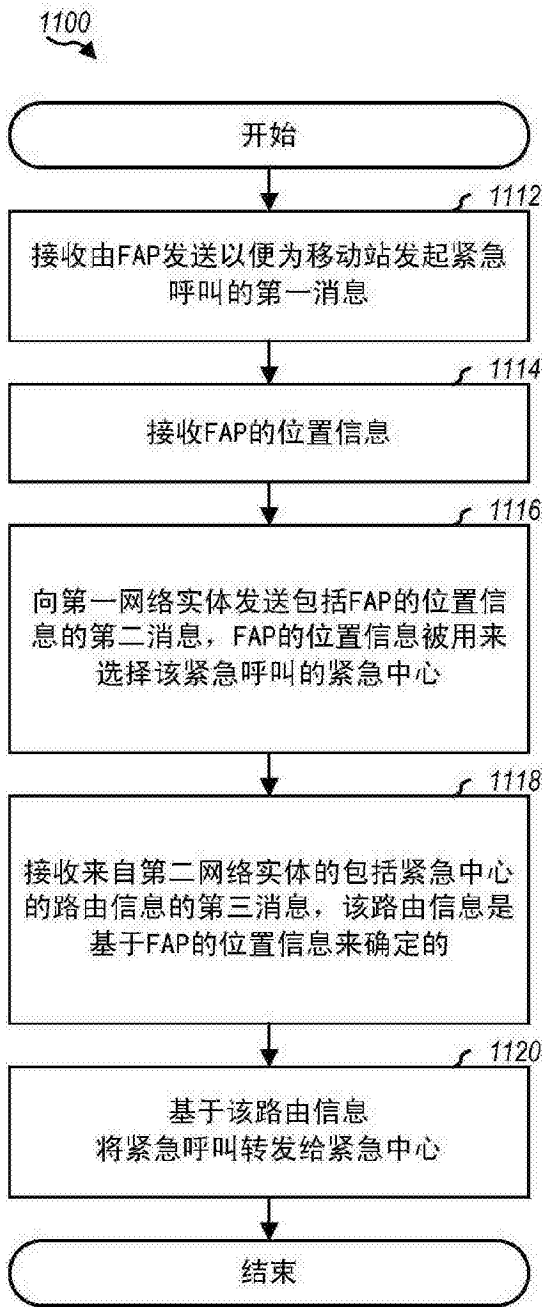 1100
开始
1112
接收由FAP发送以便为移动站发起紧急
呼叫的第一消息
1114
接收FAP的位置信息
1116
向第一网络实体发送包括FAP的位置信
息的第二消息，FAP的位置信息被用来
选择该紧急呼叫的紧急中心
1118
接收来自第二网络实体的包括紧急中心
的路由信息的第三消息，该路由信息是
基于FAP的位置信息来确定的
1120
基于该路由信息
将紧急呼叫转发给紧急中心
结束